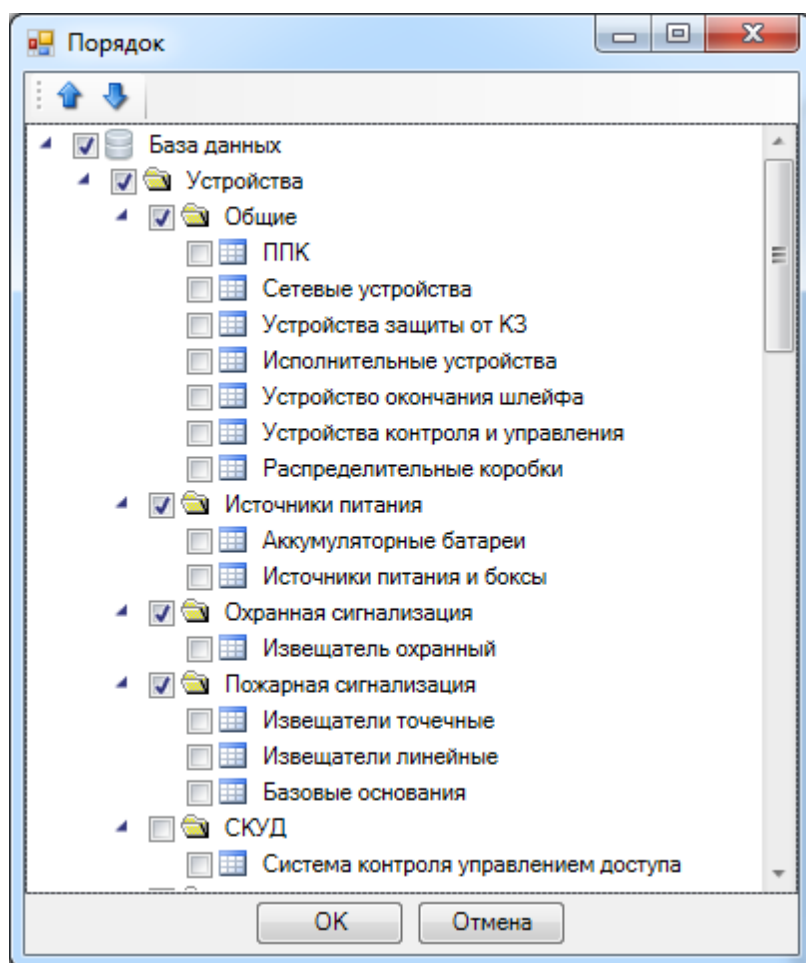 Порядок
База данных
Устройства
Общие
ППК
Сетевые устройства
Устройства защиты от КЗ
Исполнительные устройства
Устройство окончания шлейфа
Устройства контроля и управления
Распределительные коробки
Источники питания
Аккумуляторные батареи
Источники питания и боксы
Охранная сигнализация
Извещатель охранный
Пожарная сигнализация
Извещатели точечные
Извещатели линейные
Базовые основания
СКУД
Система контроля управлением доступа
OK Отмена